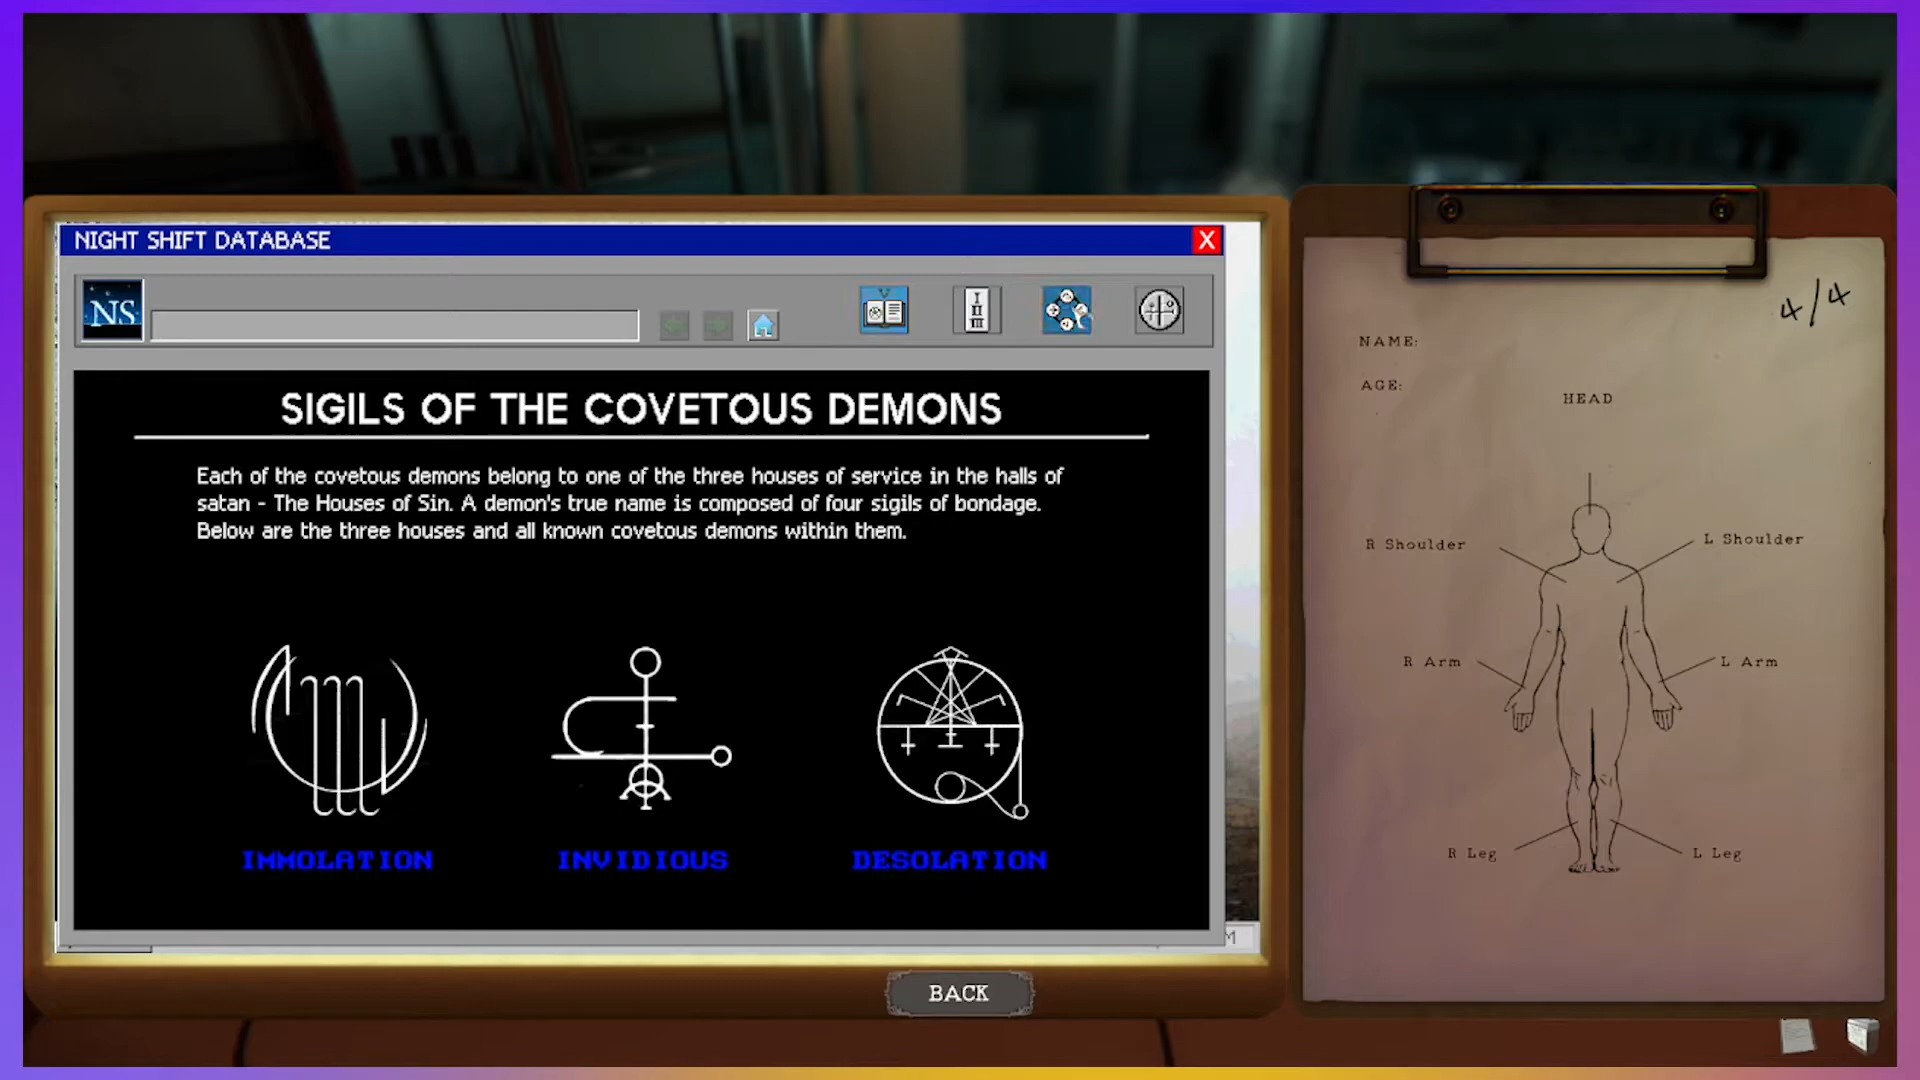 NIGHT SHIFT DATABASE
X
NS
I
II
III
SIGILS OF THE COVETOUS DEMONS
Each of the covetous demons belong to one of the three houses of service in the halls of
satan - The Houses of Sin. A demon's true name is composed of four sigils of bondage.
Below are the three houses and all known covetous demons within them.
IMMOLATION
INVIDIOUS
DESOLATION
M
BACK
4/4
NAME:
AGE:
HEAD
R Shoulder
L Shoulder
R Arm
L Arm
R Leg
L Leg